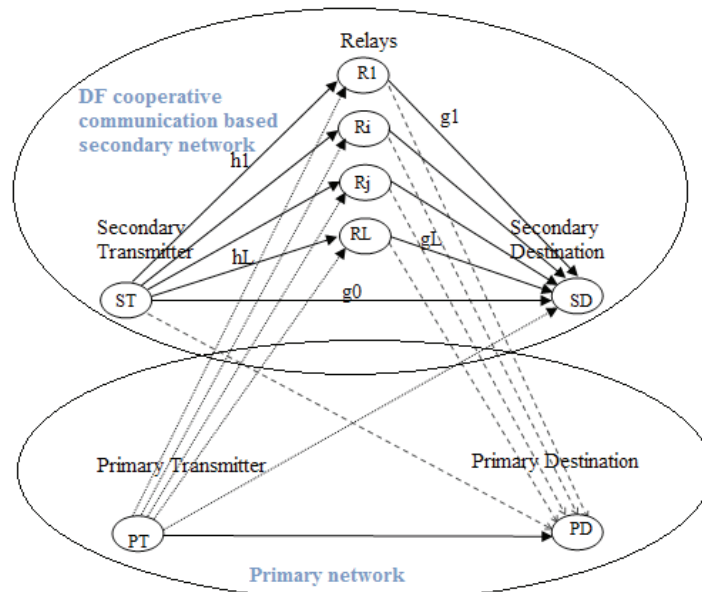 Relays
R1
DF cooperative
communication based
secondary network
g1
Ri
h1
Rj
Secondary
Transmitter
Secondary
Destination
RL
gL
hL
g0
ST
SD
Primary Transmitter
Primary Destination
PT
PD
Primary network